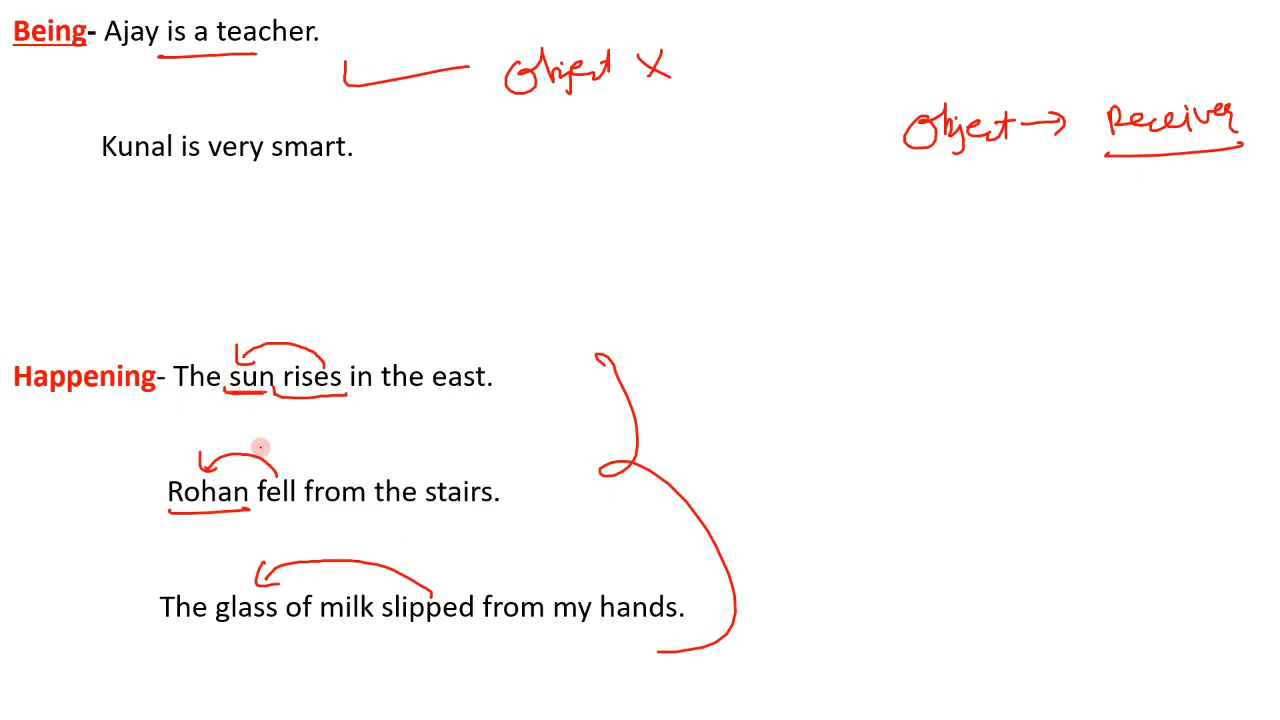 Being- Ajay is a teacher.
Object X
Object → Receiver
Kunal is very smart.
Happening- The sun rises in the east.
Rohan fell from the stairs.
The glass of milk slipped from my hands.